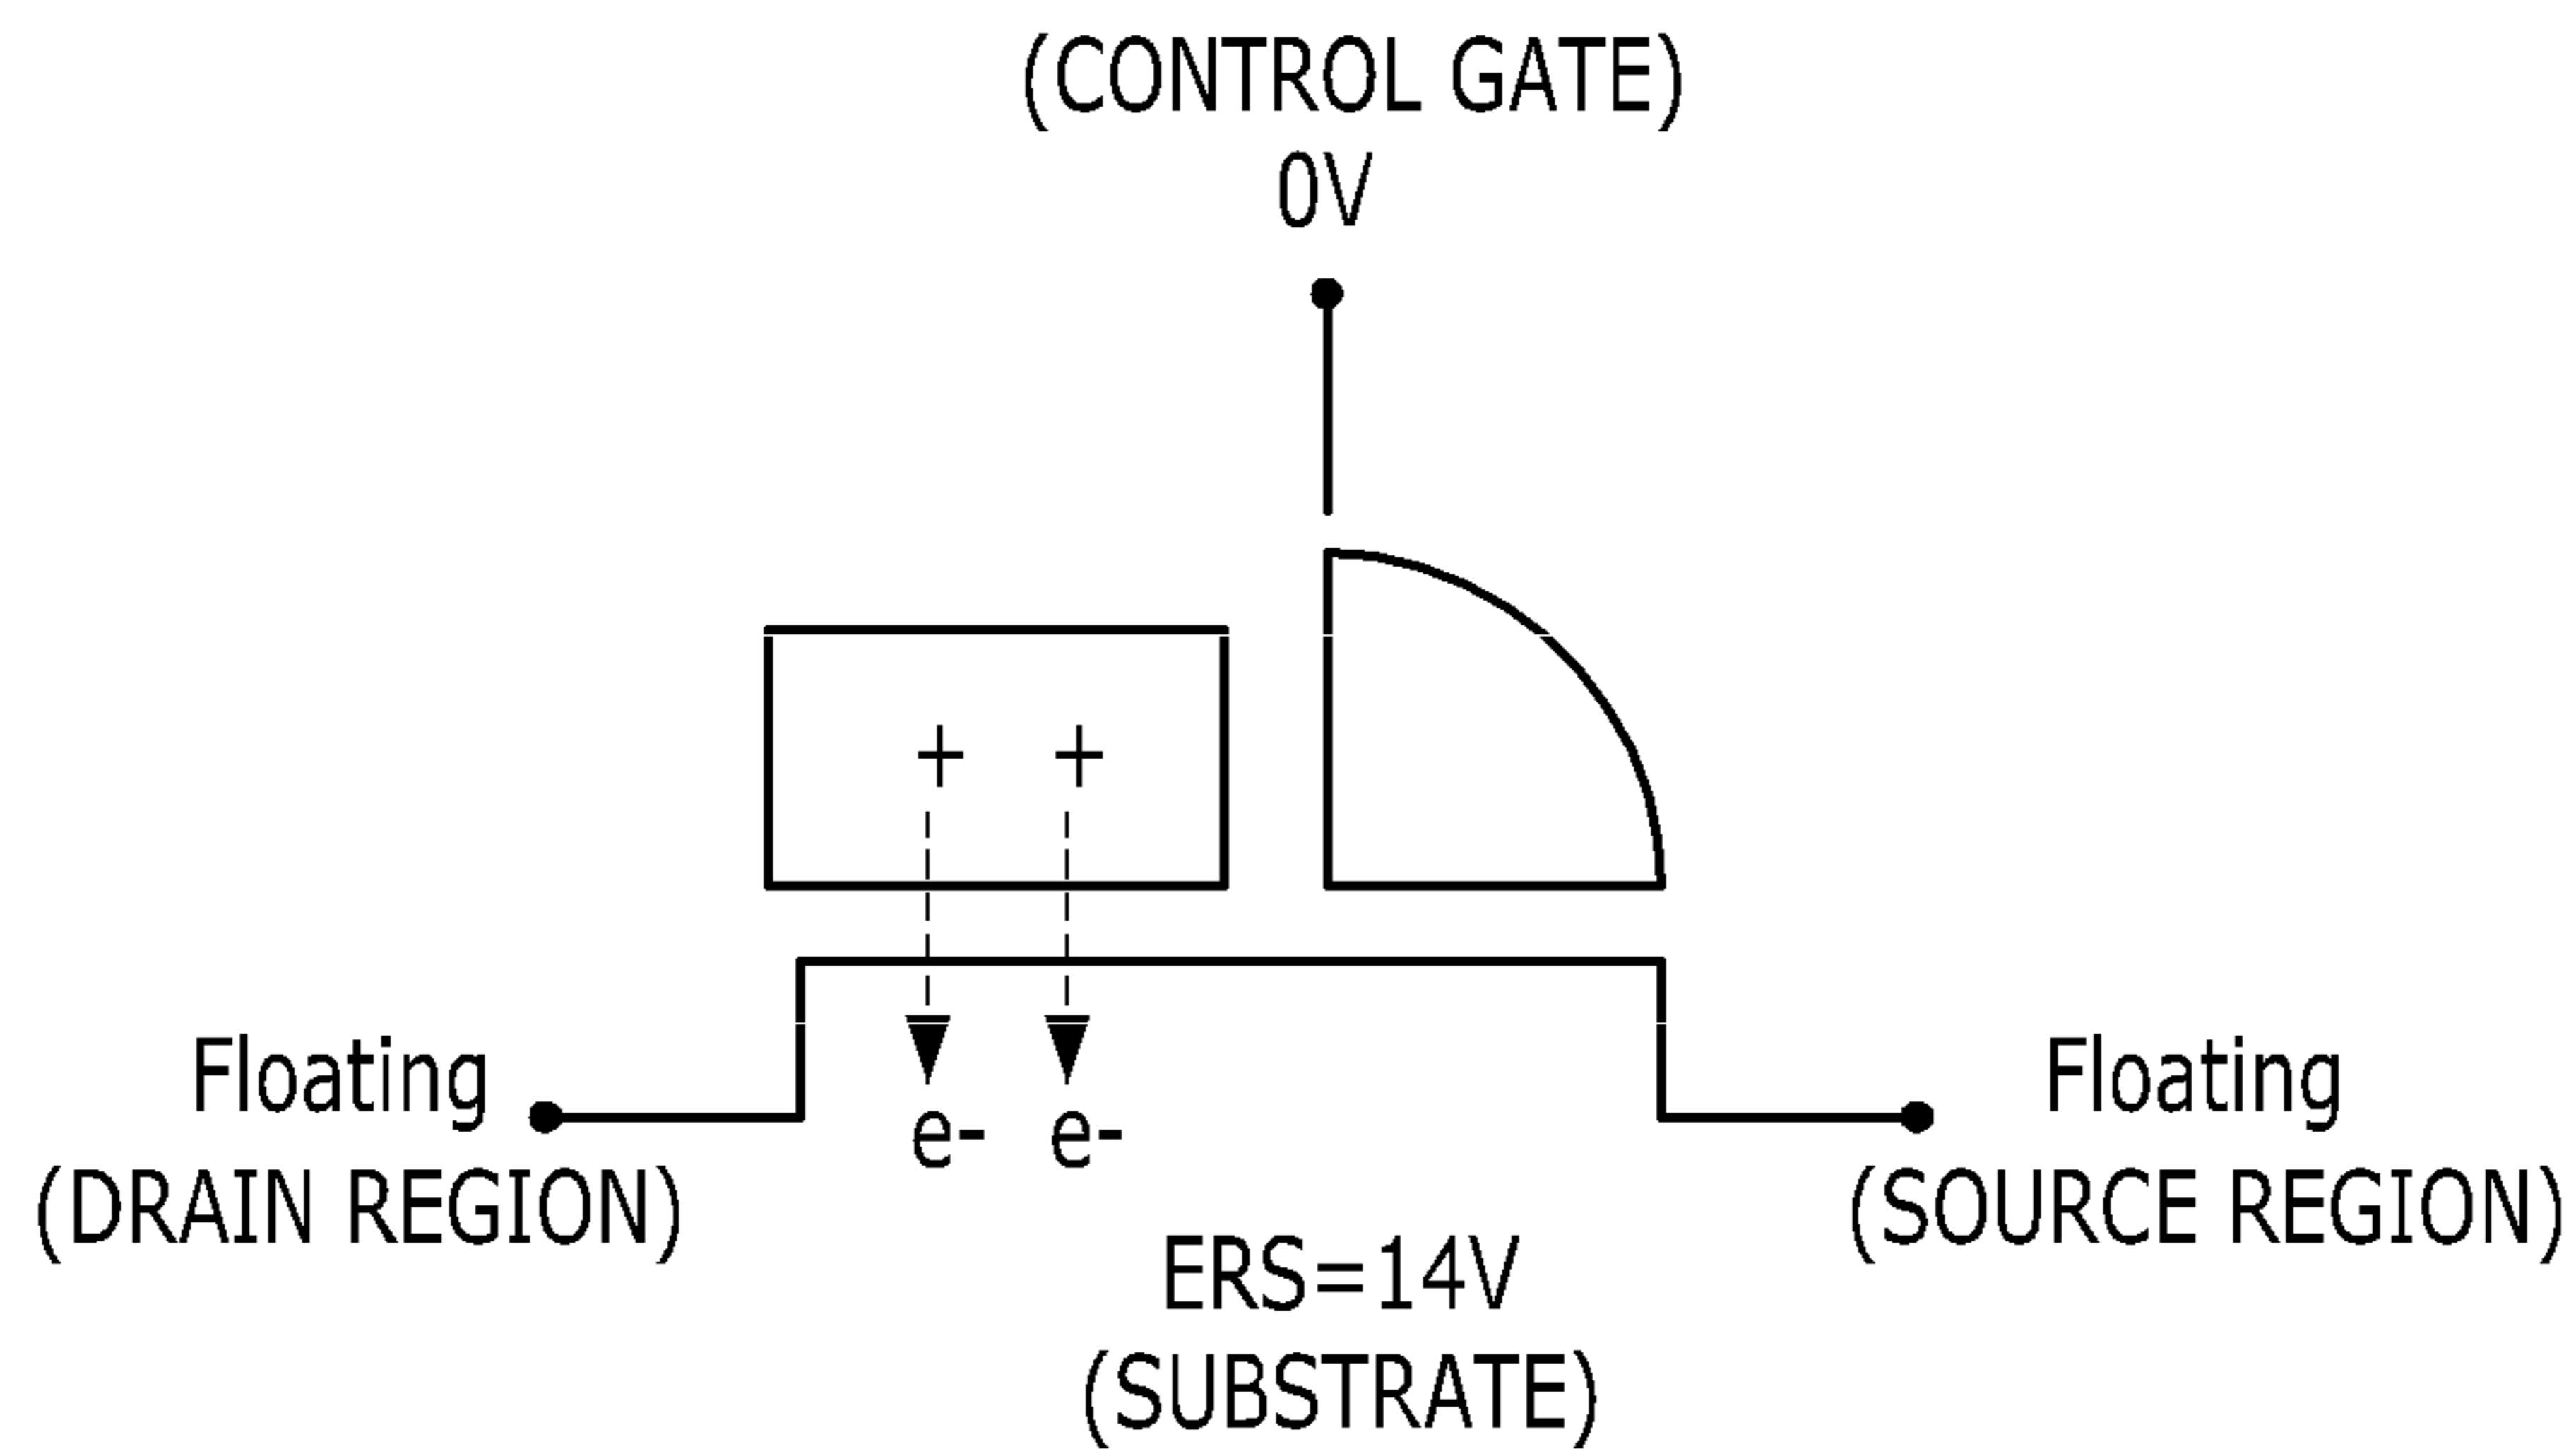 (CONTROL GATE)
0V
+ +
e- e-
Floating
(DRAIN REGION)
Floating
(SOURCE REGION)
ERS=14V
(SUBSTRATE)